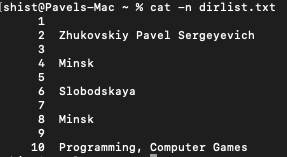 [shist@Pavels-Mac ~ % cat -n dirlist.txt
1
2 Zhukovskiy Pavel Sergeyevich
3
4 Minsk
5
6 Slobodskaya
7
8 Minsk
9
10 Programming, Computer Games